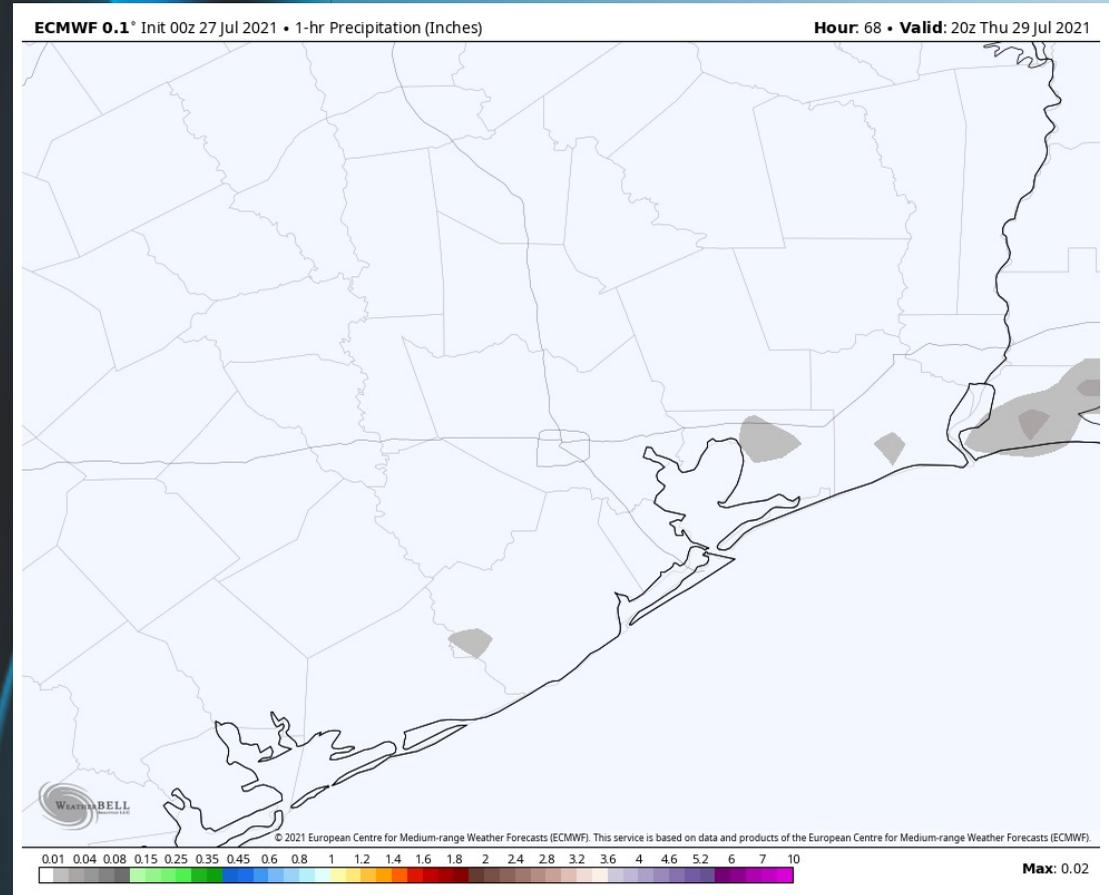 ECMWF 0.1° Init 00z 27 Jul 2021 • 1-hr Precipitation (Inches) Hour: 68 • Valid: 20z Thu 29 Jul 2021
WEATHERBELL
© 2021 European Centre for Medium-range Weather Forecasts (ECMWF). This service is based on data and products of the European Centre for Medium-range Weather Forecasts (ECMWF).
0.01 0.04 0.08 0.15 0.25 0.35 0.45 0.6 0.8 1 1.2 1.4 1.6 1.8 2 2.4 2.8 3.2 3.6 4 4.6 5.2 6 7 10
Max: 0.02